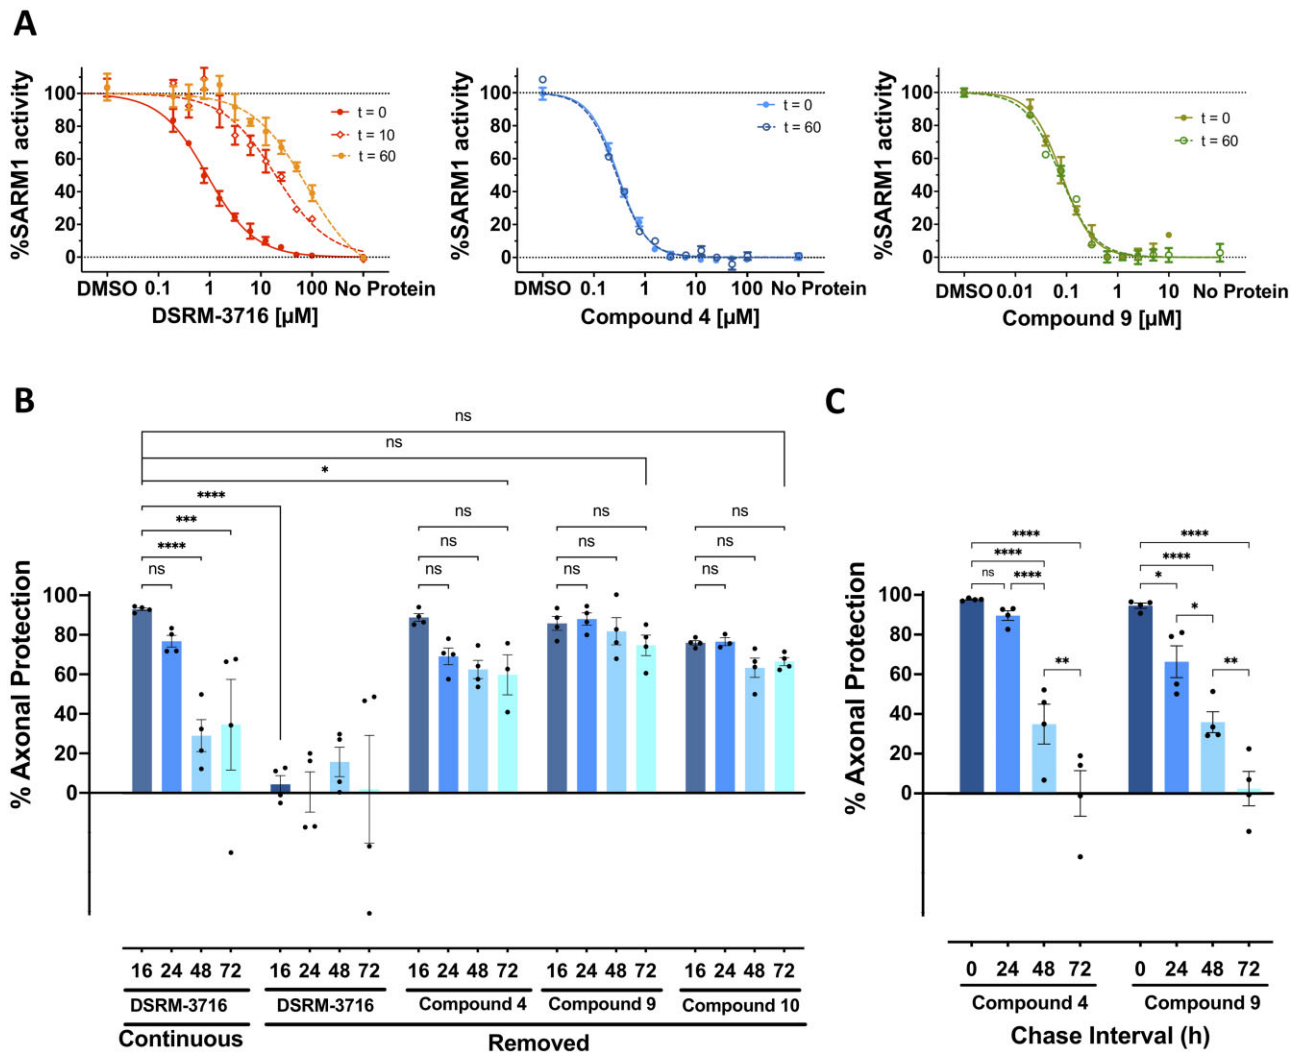 A
%SARM1 activity
100
80
60
40
20
0
t = 0
t = 10
t = 60
DMSO 0.1 1 10 100 No Protein
DSRM-3716 [µM]
%SARM1 activity
100
80
60
40
20
0
t = 0
t = 60
DMSO 0.1 1 10 100 No Protein
Compound 4 [µM]
%SARM1 activity
100
80
60
40
20
0
t = 0
t = 60
DMSO 0.01 0.1 1 10 No Protein
Compound 9 [µM]
B
ns
ns
*
****
***
****
ns
ns
ns
ns
ns
ns
ns
ns
ns
ns
% Axonal Protection
100
80
60
40
20
0
16 24 48 72 16 24 48 72 16 24 48 72 16 24 48 72 16 24 48 72
DSRM-3716 DSRM-3716 Compound 4 Compound 9 Compound 10
Continuous Removed
C
**** ****
**** ****
ns **** *
*
** **
% Axonal Protection
100
80
60
40
20
0
0 24 48 72 0 24 48 72
Compound 4 Compound 9
Chase Interval (h)